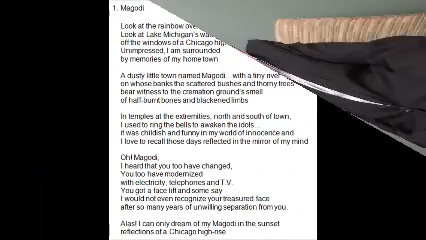 1. Magodi
Look at the rainbow
Look at Lake Michigan's
off the windows of a Chicago
Unimpressed, I am surrounded
by memories of my home town
A dusty little town named Magodi... with a tiny river
on whose banks the scattered bushes and thorny trees
bear witness to the cremation ground's smell
of half-burnt bones and blackened limbs
In temples at the extremities, north and south of town,
I used to ring the bells to awaken the idols...
it was childish and funny in my world of innocence and
I love to recall those days reflected in the mirror of my mind
Oh! Magodi,
I heard that you too have changed,
You too have modernized
with electricity, telephones and T.V.
You got a face lift and some say
I would not even recognize your treasured face
after so many years of unwilling separation from you.
Alas! I can only dream of my Magodi in the sunset
reflections of a Chicago high-rise